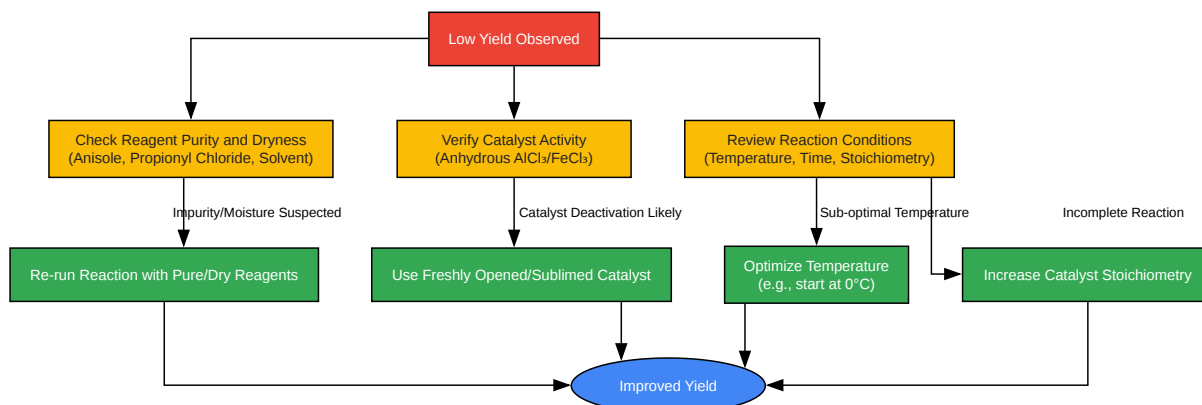 Low Yield Observed
Check Reagent Purity and Dryness
(Anisole, Propionyl Chloride, Solvent)
Verify Catalyst Activity
(Anhydrous AlCl₃/FeCl₃)
Review Reaction Conditions
(Temperature, Time, Stoichiometry)
Impurity/Moisture Suspected
Catalyst Deactivation Likely
Sub-optimal Temperature
Incomplete Reaction
Re-run Reaction with Pure/Dry Reagents
Use Freshly Opened/Sublimed Catalyst
Optimize Temperature
(e.g., start at 0°C)
Increase Catalyst Stoichiometry
Improved Yield